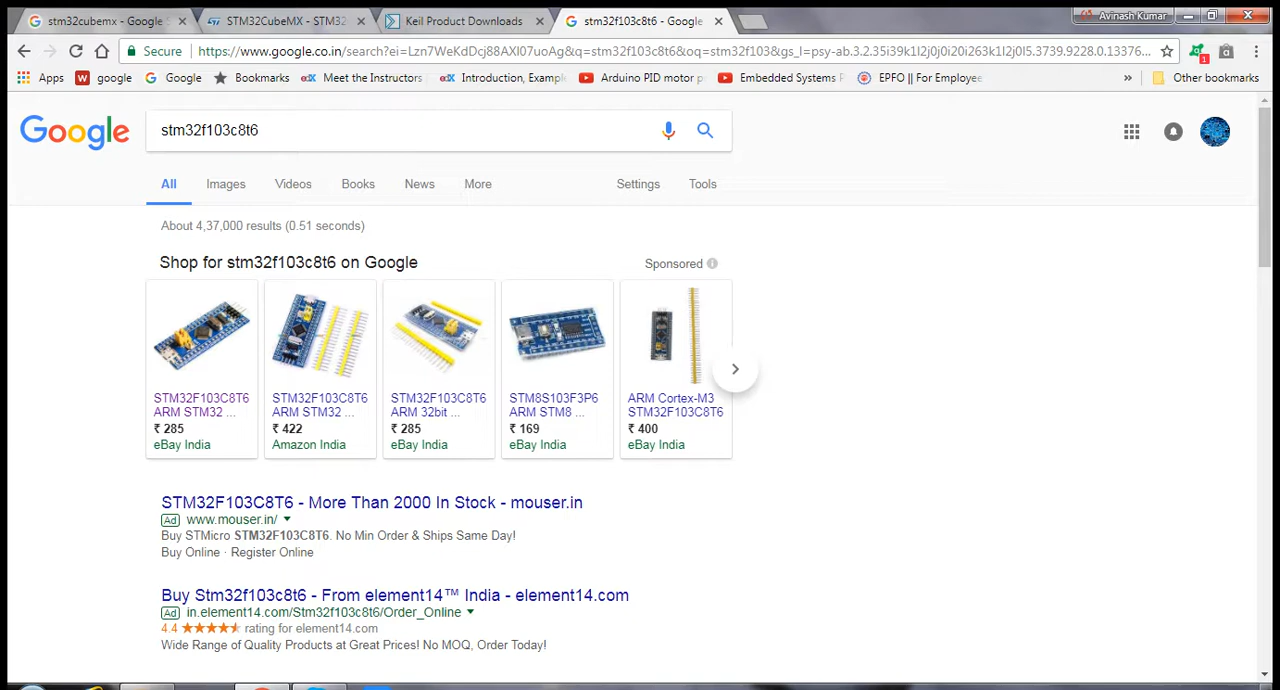 stm32cubemx - Google S
STM32CubeMX - STM32
Keil Product Downloads
stm32f103c8t6 - Google
Avinash Kumar
Secure
https://www.google.co.in/search?ei=Lzn7WeKdDcj88AXI07uoAg&q=stm32f103c8t6&oq=stm32f103&gs_l=psy-ab.3.2.35i39k1l2j0j0i20i263k1l2j0l5.5739.9228.0.13376...
Apps
google
Google
Bookmarks
Meet the Instructors
Introduction, Exampl
Arduino PID motor p
Embedded Systems P
EPFO || For Employe
»
Other bookmarks
Google
stm32f103c8t6
All Images Videos Books News More Settings Tools
About 4,37,000 results (0.51 seconds)
Shop for stm32f103c8t6 on Google
Sponsored
STM32F103C8T6
ARM STM32 ...
₹ 285
eBay India
STM32F103C8T6
ARM STM32 ...
₹ 422
Amazon India
STM32F103C8T6
ARM 32bit ...
₹ 285
eBay India
STM8S103F3P6
ARM STM8 ...
₹ 169
eBay India
ARM Cortex-M3
STM32F103C8T6
₹ 400
eBay India
STM32F103C8T6 - More Than 2000 In Stock - mouser.in
Ad www.mouser.in/
Buy STMicro STM32F103C8T6. No Min Order & Ships Same Day!
Buy Online · Register Online
Buy Stm32f103c8t6 - From element14™ India - element14.com
Ad in.element14.com/Stm32f103c8t6/Order_Online
4.4 ★★★★★ rating for element14.com
Wide Range of Quality Products at Great Prices! No MOQ, Order Today!